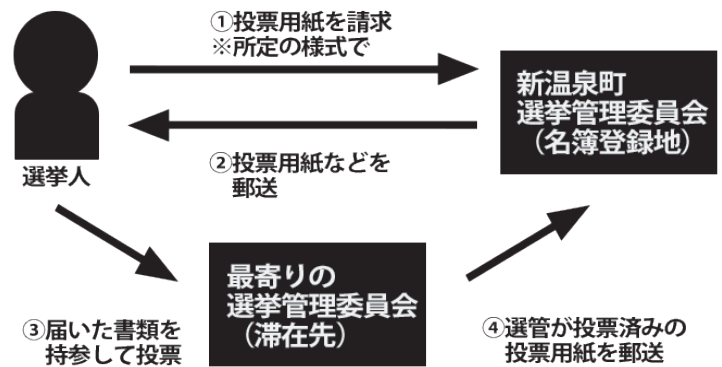 ①投票用紙を請求
※所定の様式で
新温泉町
選挙管理委員会
（名簿登録地）
②投票用紙などを
郵送
選挙人
最寄りの
選挙管理委員会
（滞在先）
③届いた書類を
持参して投票
④選管が投票済みの
投票用紙を郵送